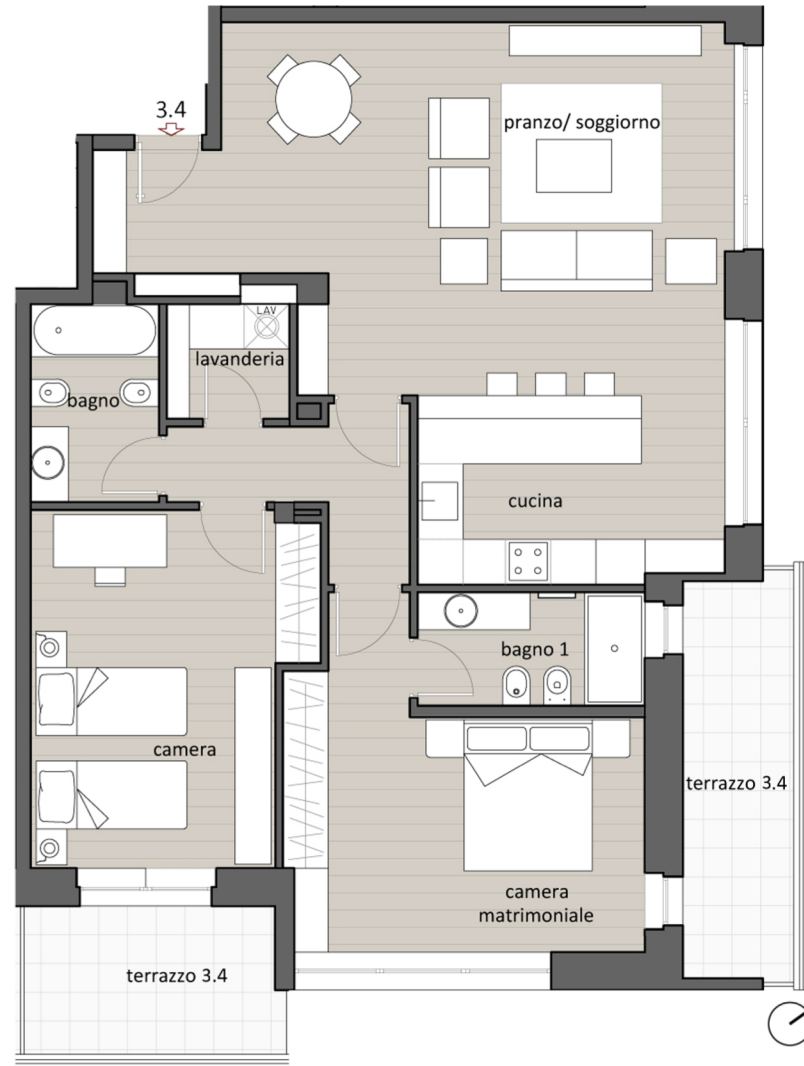 3.4
pranzo/ soggiorno
LAV
lavanderia
bagno
cucina
bagno 1
camera
terrazzo 3.4
camera
matrimoniale
terrazzo 3.4